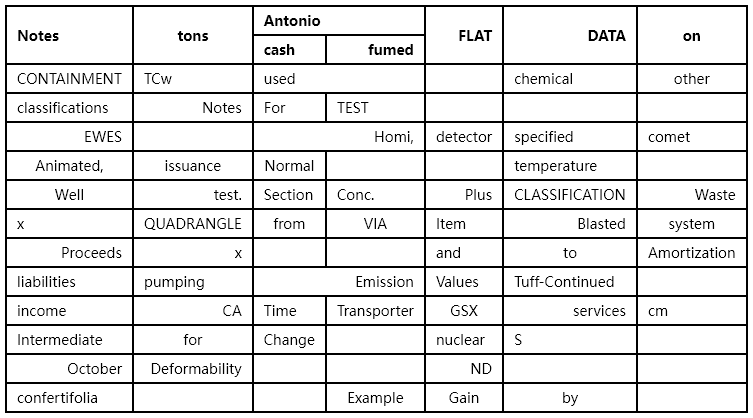 Notes tons Antonio FLAT DATA on
cash fumed
CONTAINMENT TCw used chemical other
classifications Notes For TEST
EWES Homi, detector specified comet
Animated, issuance Normal temperature
Well test. Section Conc. Plus CLASSIFICATION Waste
x QUADRANGLE from VIA Item Blasted system
Proceeds x and to Amortization
liabilities pumping Emission Values Tuff-Continued
income CA Time Transporter GSX services cm
Intermediate for Change nuclear S
October Deformability ND
confertifolia Example Gain by